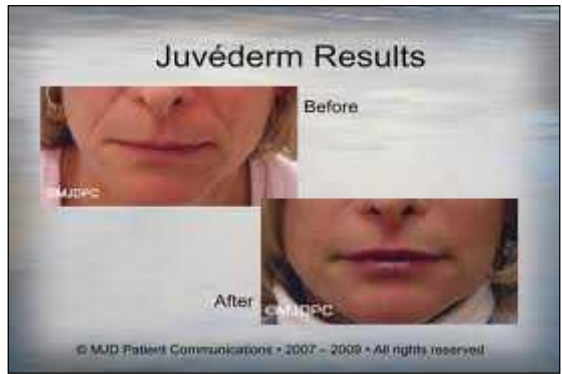 Juvéderm Results
Before
©MJDPC
After
©MJDPC
© MJD Patient Communications • 2007 – 2009 • All rights reserved